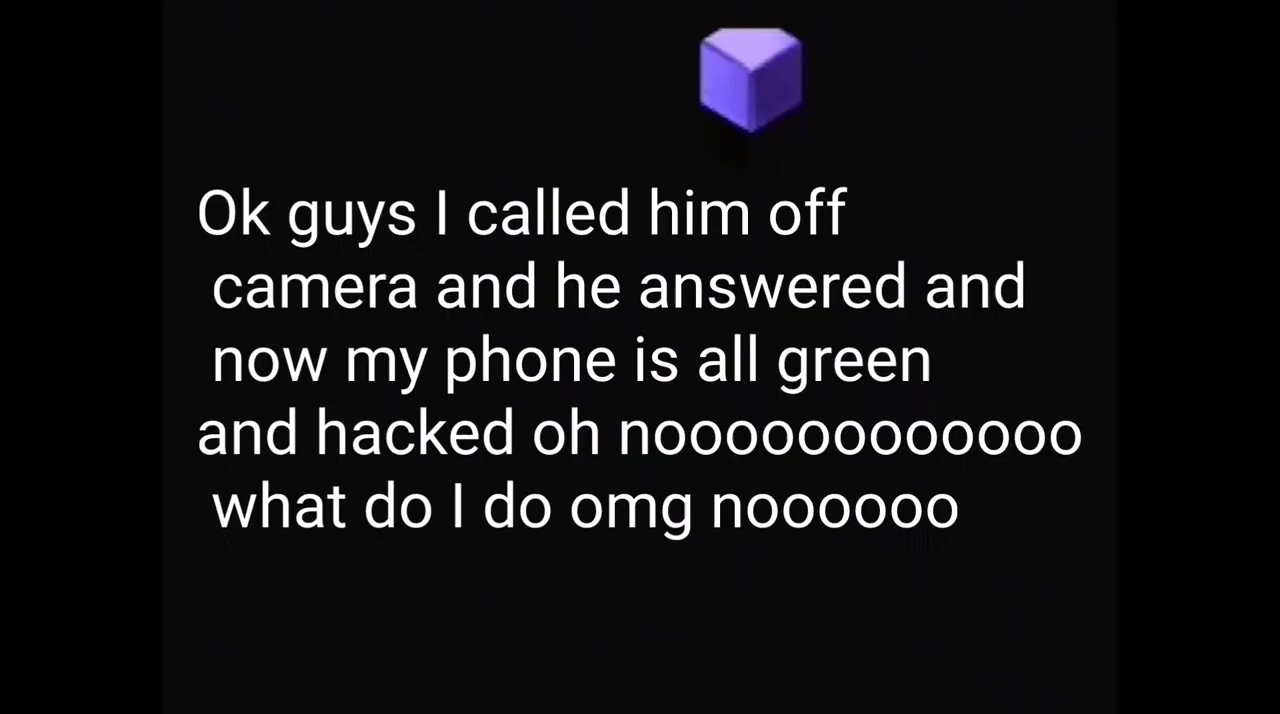 Ok guys I called him off
camera and he answered and
now my phone is all green
and hacked oh nooooooooooooo
what do I do omg noooooo